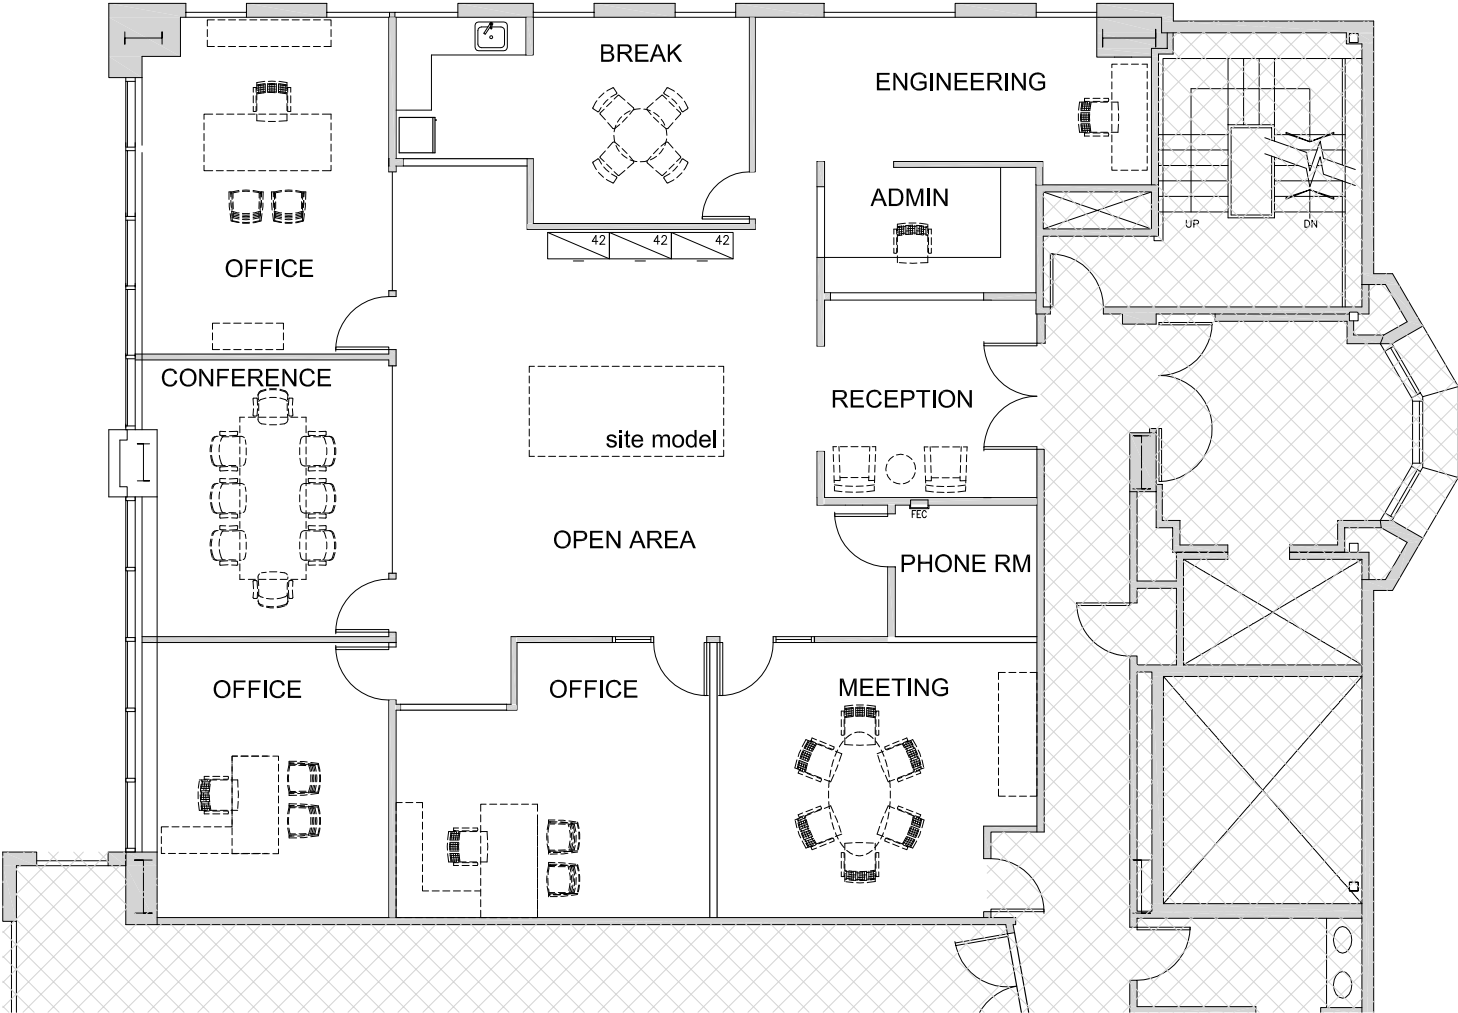 BREAK
ENGINEERING
ADMIN
UP
DN
42
42
42
OFFICE
CONFERENCE
RECEPTION
site model
FEC
OPEN AREA
PHONE RM
OFFICE
OFFICE
MEETING